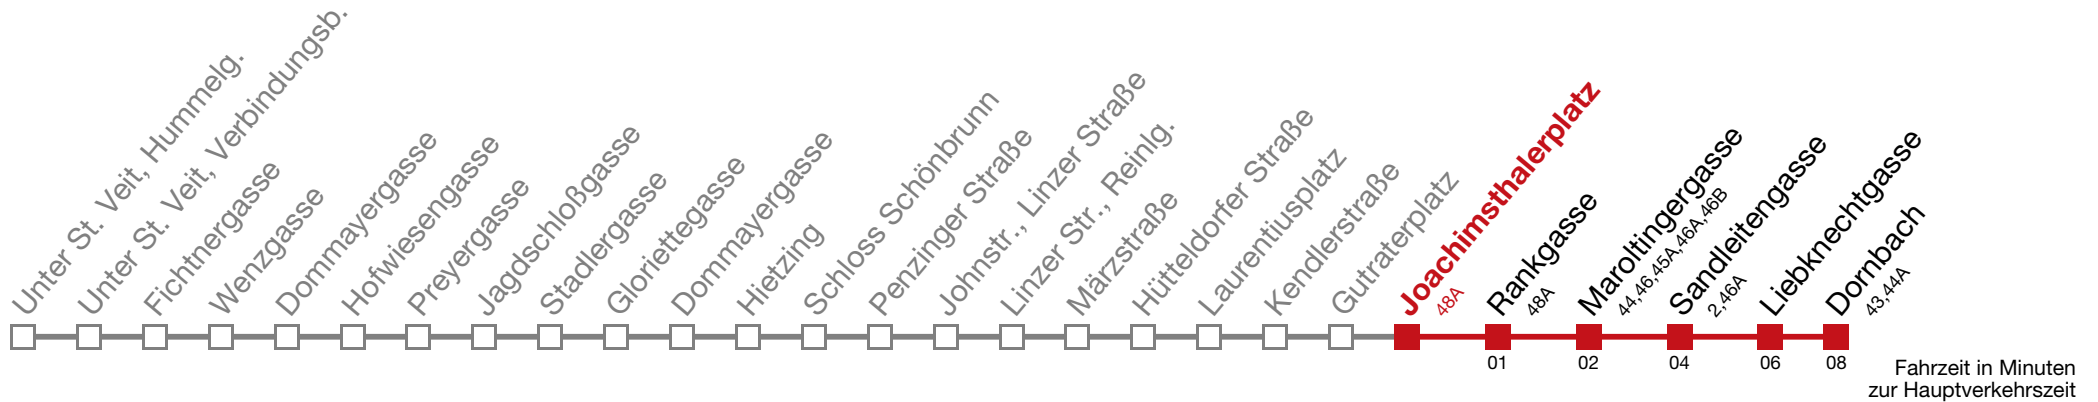 Unter St. Veit, Hummelg.
Unter St. Veit, Verbindungsb.
Fichtnergasse
Wenzgasse
Dommayergasse
Hofwiesengasse
Preyergasse
Jagdschloßgasse
Stadlergasse
Gloriettegasse
Dommayergasse
Hietzing
Schloss Schönbrunn
Penzinger Straße
Johnstr., Linzer Straße
Linzer Str., Reinlg.
Märzstraße
Hütteldorfer Straße
Laurentiusplatz
Kendlerstraße
Gutraterplatz
Joachimsthalerplatz
48A
Rankgasse
48A
Maroltingergasse
44,46,45A,46A,46B
Sandleitengasse
2,46A
Liebknechtgasse
Dornbach
43,44A
01
02
04
06
08
Fahrzeit in Minuten
zur Hauptverkehrszeit